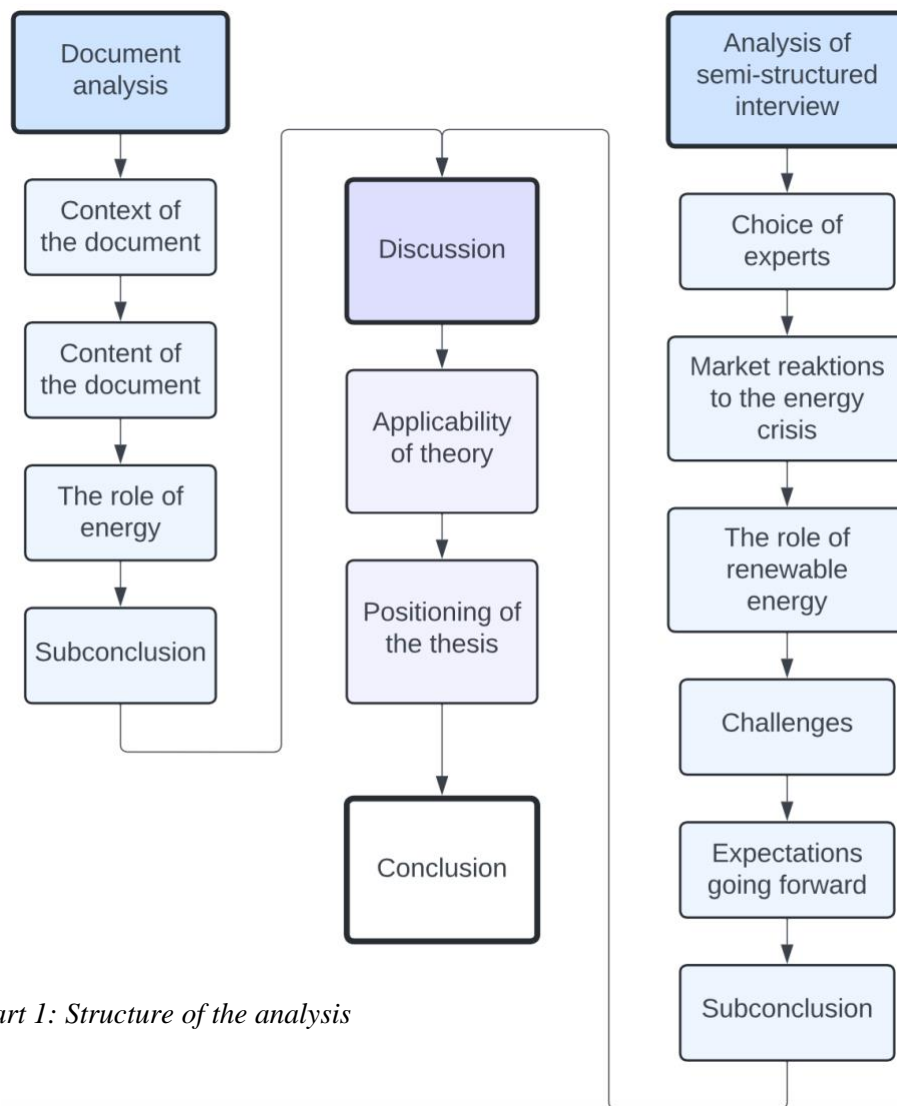 Document
analysis
Context of
the document
Content of
the document
The role of
energy
Subconclusion
Discussion
Applicability
of theory
Positioning of
the thesis
Conclusion
Analysis of
semi-structured
interview
Choice of
experts
Market reaktions
to the energy
crisis
The role of
renewable
energy
Challenges
Expectations
going forward
Subconclusion
art 1: Structure of the analysis